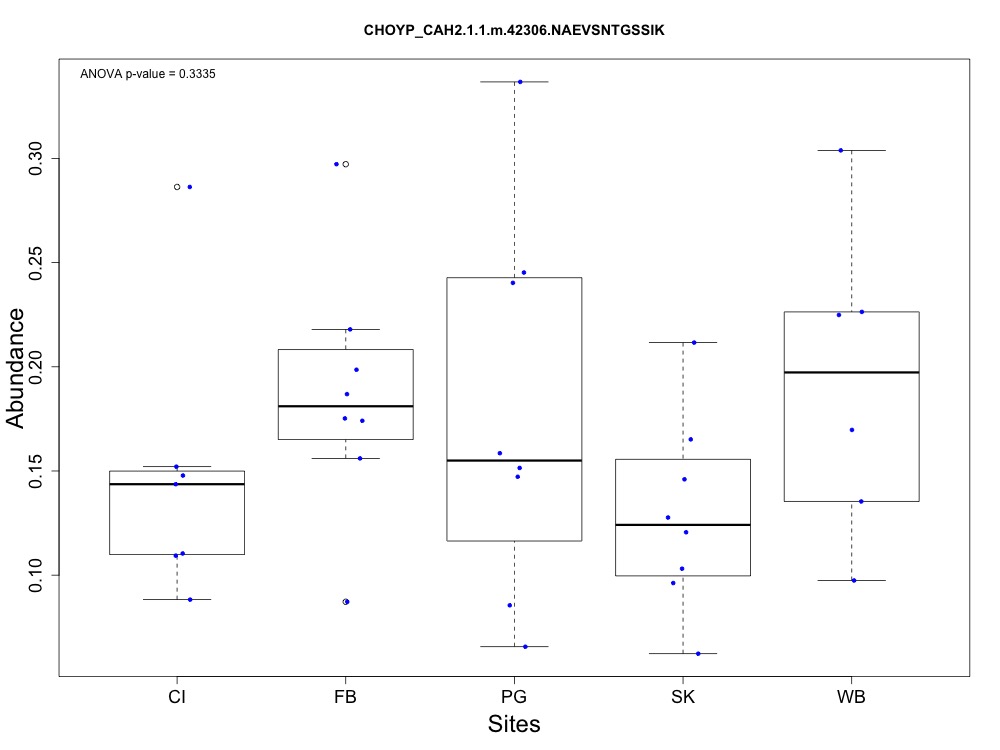 CHOYP_CAH2.1.1.m.42306.NAEVSNTGSSIK
ANOVA p-value = 0.3335
Abundance
0.30
0.25
0.20
0.15
0.10
CI FB PG SK WB
Sites